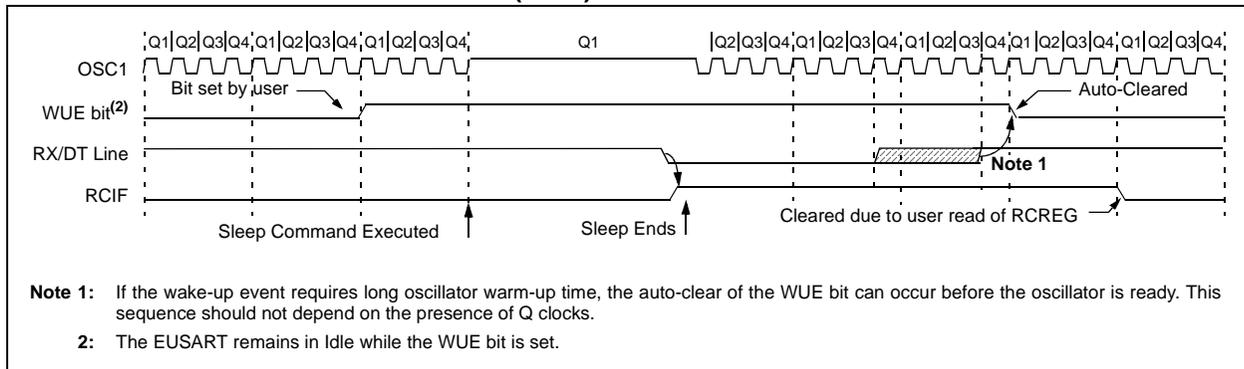 Q1|Q2|Q3|Q4|Q1|Q2|Q3|Q4|Q1|Q2|Q3|Q4 Q1 |Q2|Q3|Q4|Q1|Q2|Q3|Q4|Q1|Q2|Q3|Q4|Q1|Q2|Q3|Q4|Q1|Q2|Q3|Q4
OSC1
Bit set by user
Auto-Cleared
WUE bit(2)
RX/DT Line
Note 1
RCIF
Cleared due to user read of RCREG
Sleep Command Executed
Sleep Ends
Note 1: If the wake-up event requires long oscillator warm-up time, the auto-clear of the WUE bit can occur before the oscillator is ready. This
sequence should not depend on the presence of Q clocks.
2: The EUSART remains in Idle while the WUE bit is set.